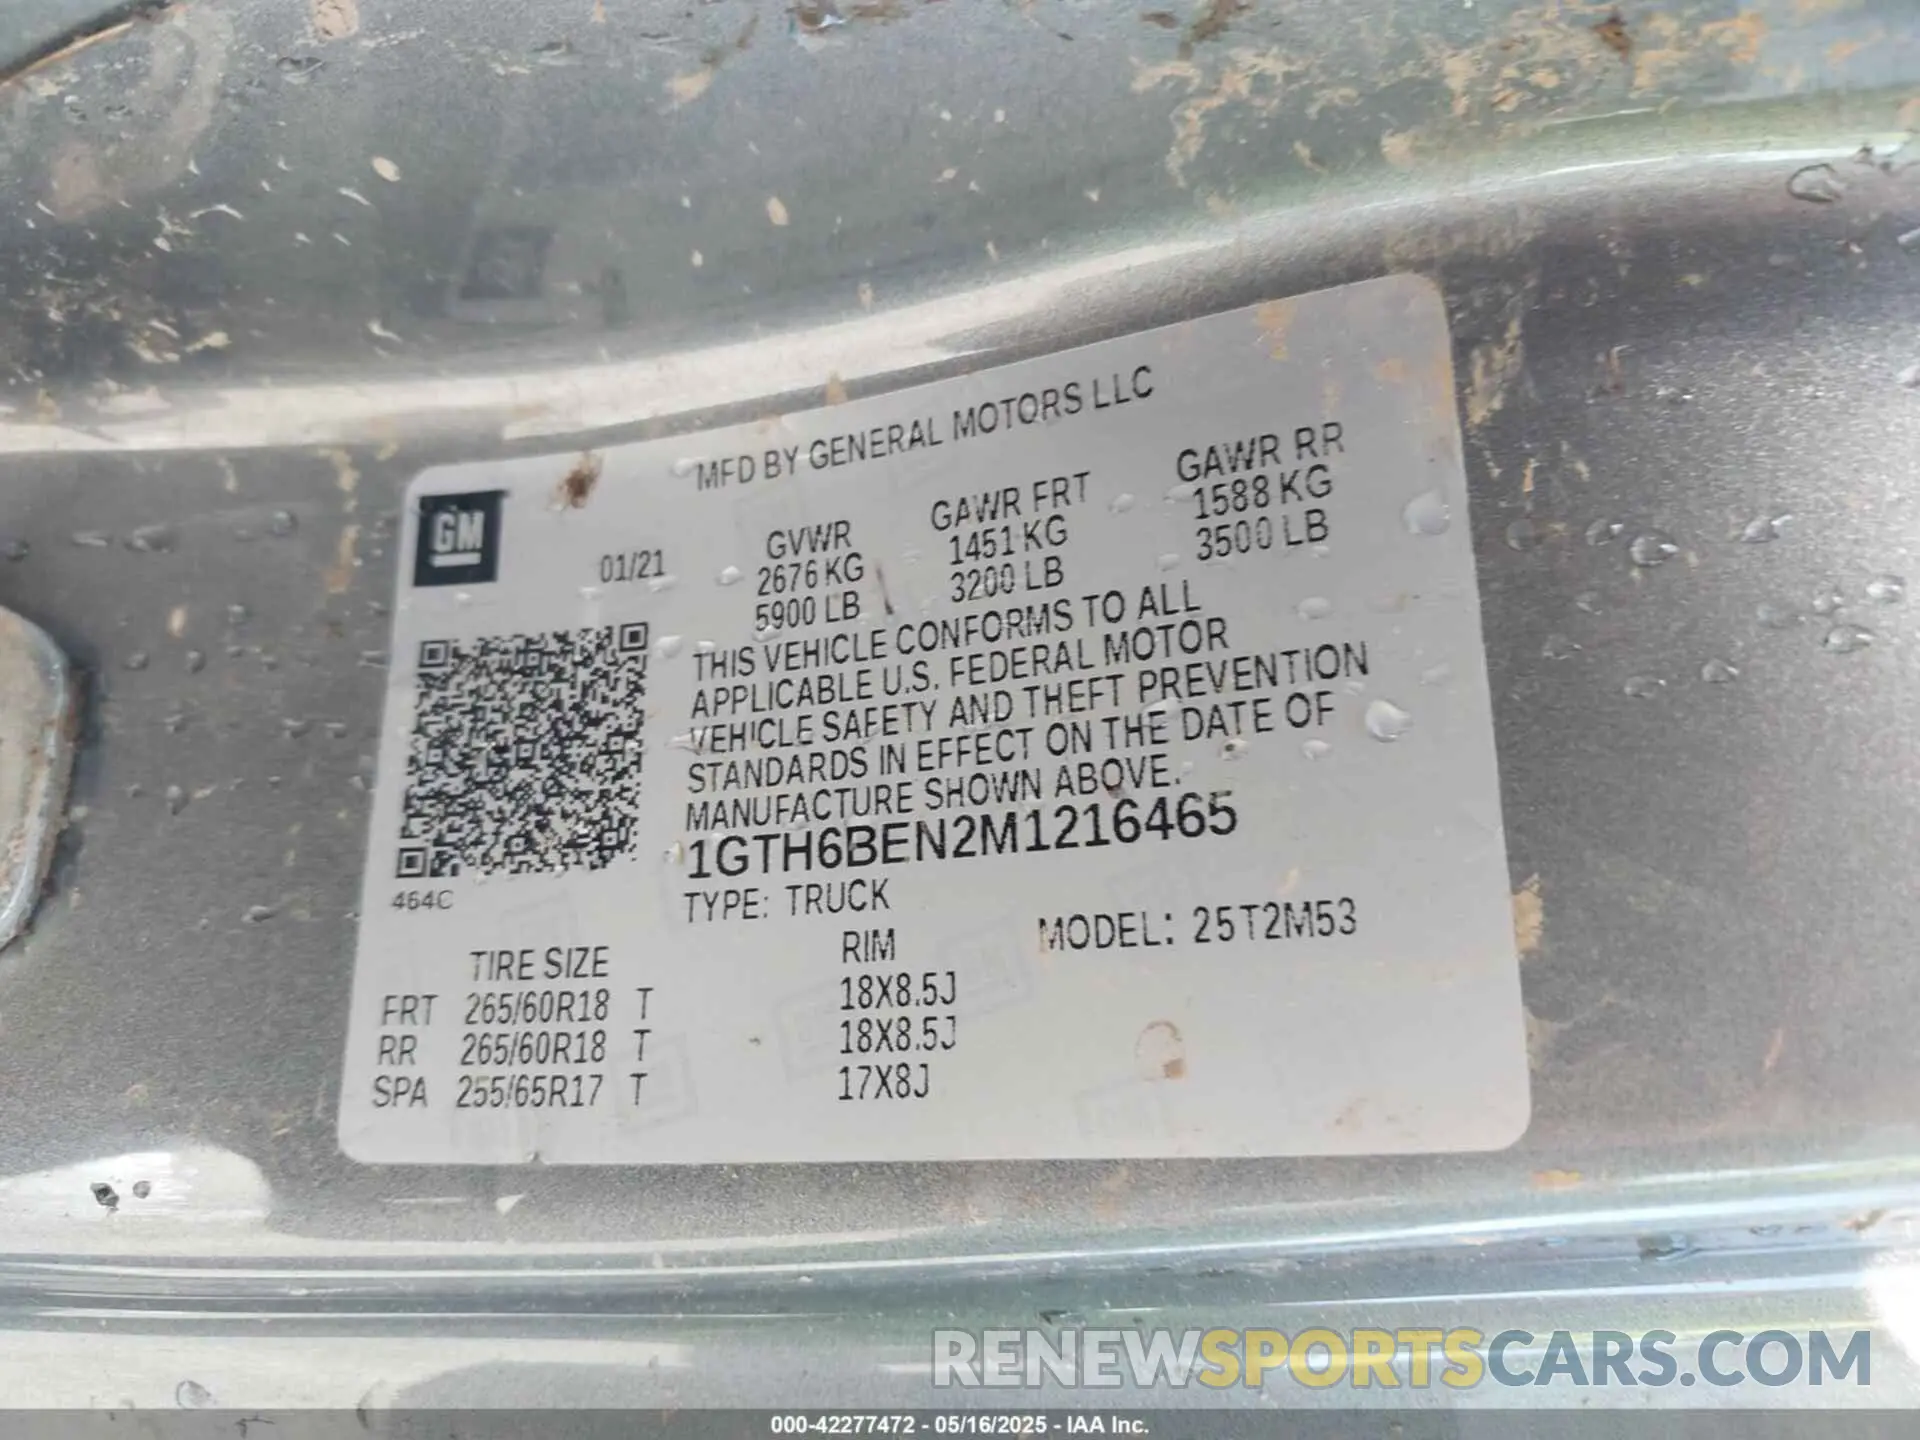 MFD BY GENERAL MOTORS LLC
GM
01/21
GVWR GAWR FRT GAWR RR
2676 KG 1451 KG 1588 KG
5900 LB 3200 LB 3500 LB
THIS VEHICLE CONFORMS TO ALL
APPLICABLE U.S. FEDERAL MOTOR
VEHICLE SAFETY AND THEFT PREVENTION
STANDARDS IN EFFECT ON THE DATE OF
MANUFACTURE SHOWN ABOVE.
1GTH6BEN2M1216465
464C
TYPE: TRUCK
MODEL: 25T2M53
TIRE SIZE RIM
FRT 265/60R18 T 18X8.5J
RR 265/60R18 T 18X8.5J
SPA 255/65R17 T 17X8J
RENEWSPORTSCARS.COM
000-42277472 - 05/16/2025 - IAA Inc.